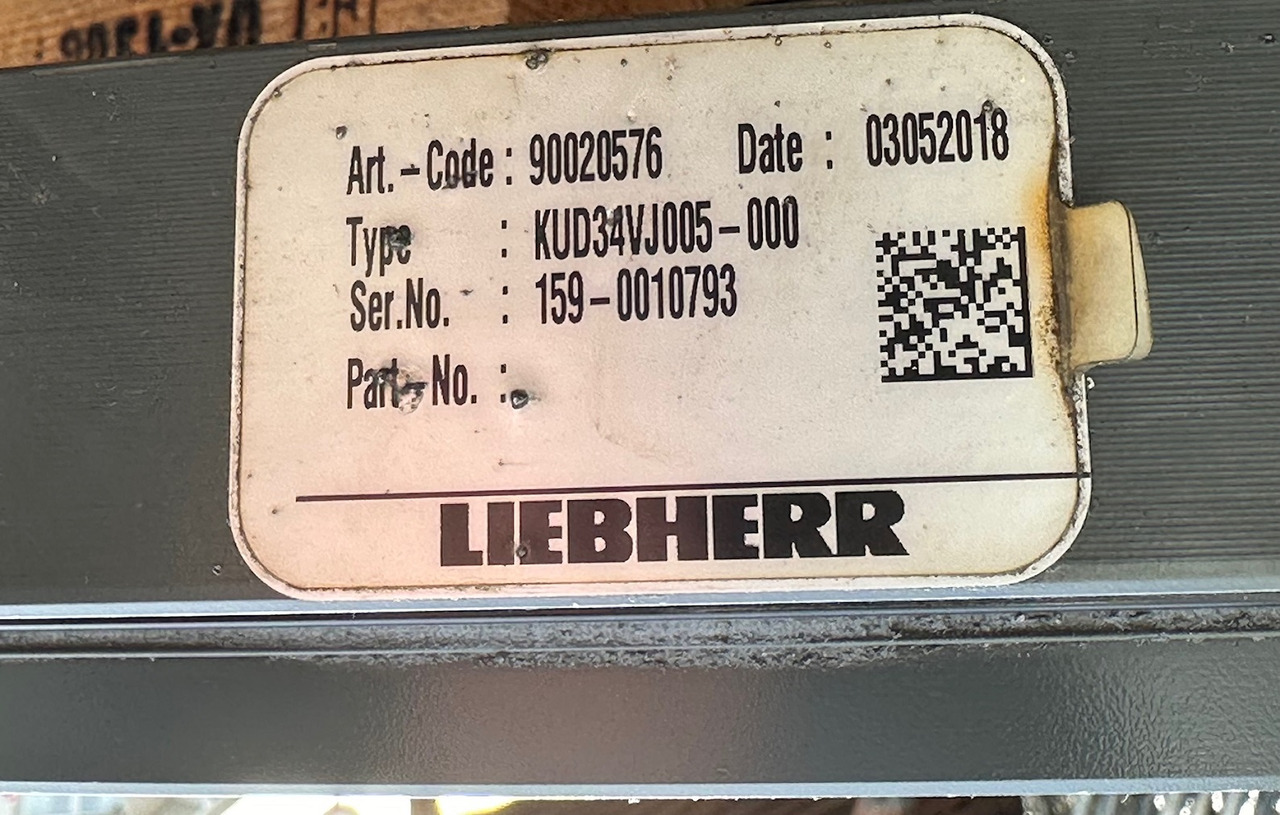 Art.-Code : 90020576 Date : 03052018
Type : KUD34VJ005-000
Ser.No. : 159-0010793
Part-No. :
LIEBHERR